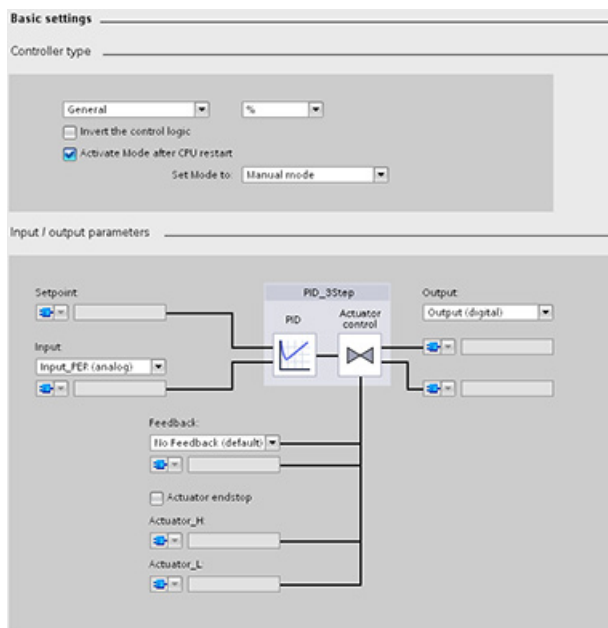 Basic settings
Controller type
General
%
Invert the control logic
Activate Mode after CPU restart
Set Mode to:
Manual mode
Input / output parameters
Setpoint:
PID_3Step
Output:
PID
Actuator
control
Output (digital)
Input:
Input_PER (analog)
Feedback:
No Feedback (default)
Actuator endstop
Actuator_H:
Actuator_L: